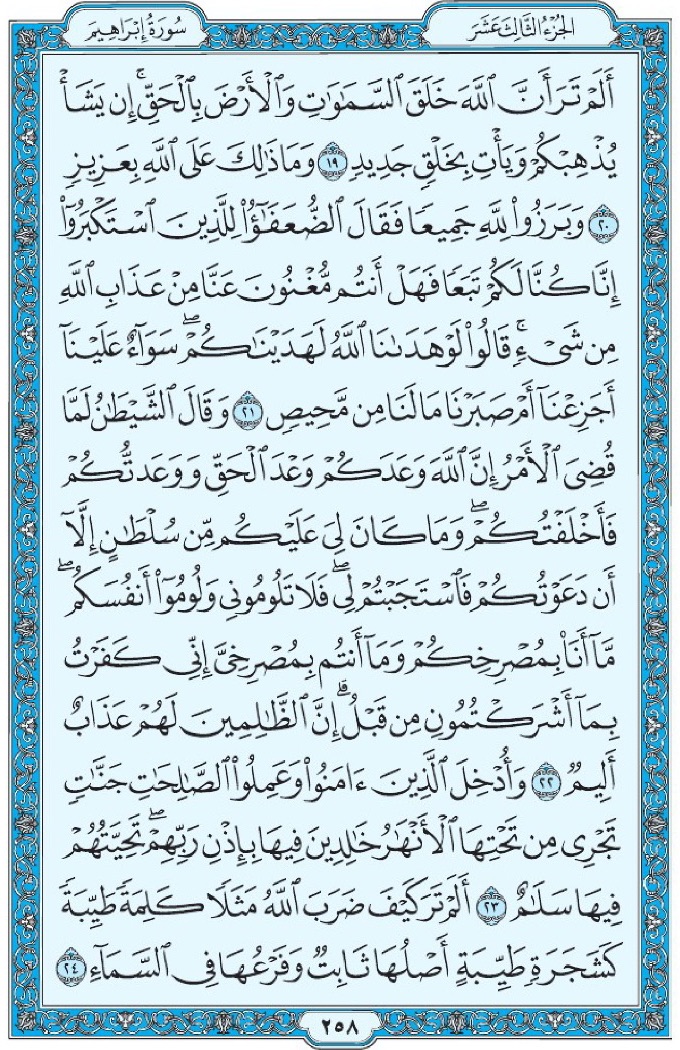 الجزء الثالث عشر
سورة إبراهيم
أَلَمْ تَرَ أَنَّ ٱللَّهَ خَلَقَ ٱلسَّمَٰوَٰتِ وَٱلْأَرْضَ بِٱلْحَقِّ ۚ إِن يَشَأْ
يُذْهِبْكُمْ وَيَأْتِ بِخَلْقٍ جَدِيدٍ ١٩ وَمَا ذَٰلِكَ عَلَى ٱللَّهِ بِعَزِيزٍ
٢٠ وَبَرَزُوا۟ لِلَّهِ جَمِيعًا فَقَالَ ٱلضُّعَفَٰٓؤُا۟ لِلَّذِينَ ٱسْتَكْبَرُوٓا۟
إِنَّا كُنَّا لَكُمْ تَبَعًا فَهَلْ أَنتُم مُّغْنُونَ عَنَّا مِنْ عَذَابِ ٱللَّهِ
مِن شَىْءٍ ۚ قَالُوا۟ لَوْ هَدَىٰنَا ٱللَّهُ لَهَدَيْنَٰكُمْ ۖ سَوَآءٌ عَلَيْنَآ
أَجَزِعْنَآ أَمْ صَبَرْنَا مَا لَنَا مِن مَّحِيصٍ ٢١ وَقَالَ ٱلشَّيْطَٰنُ لَمَّا
قُضِىَ ٱلْأَمْرُ إِنَّ ٱللَّهَ وَعَدَكُمْ وَعْدَ ٱلْحَقِّ وَوَعَدتُّكُمْ
فَأَخْلَفْتُكُمْ ۖ وَمَا كَانَ لِىَ عَلَيْكُم مِّن سُلْطَٰنٍ إِلَّآ
أَن دَعَوْتُكُمْ فَٱسْتَجَبْتُمْ لِى ۖ فَلَا تَلُومُونِى وَلُومُوٓا۟ أَنفُسَكُم ۖ
مَّآ أَنَا۠ بِمُصْرِخِكُمْ وَمَآ أَنتُم بِمُصْرِخِىَّ إِنِّى كَفَرْتُ
بِمَآ أَشْرَكْتُمُونِ مِن قَبْلُ ۗ إِنَّ ٱلظَّٰلِمِينَ لَهُمْ عَذَابٌ
أَلِيمٌ ٢٢ وَأُدْخِلَ ٱلَّذِينَ ءَامَنُوا۟ وَعَمِلُوا۟ ٱلصَّٰلِحَٰتِ جَنَّٰتٍ
تَجْرِى مِن تَحْتِهَا ٱلْأَنْهَٰرُ خَٰلِدِينَ فِيهَا بِإِذْنِ رَبِّهِمْ ۖ تَحِيَّتُهُمْ
فِيهَا سَلَٰمٌ ٢٣ أَلَمْ تَرَ كَيْفَ ضَرَبَ ٱللَّهُ مَثَلًا كَلِمَةً طَيِّبَةً
كَشَجَرَةٍ طَيِّبَةٍ أَصْلُهَا ثَابِتٌ وَفَرْعُهَا فِى ٱلسَّمَآءِ ٢٤
٢٥٨